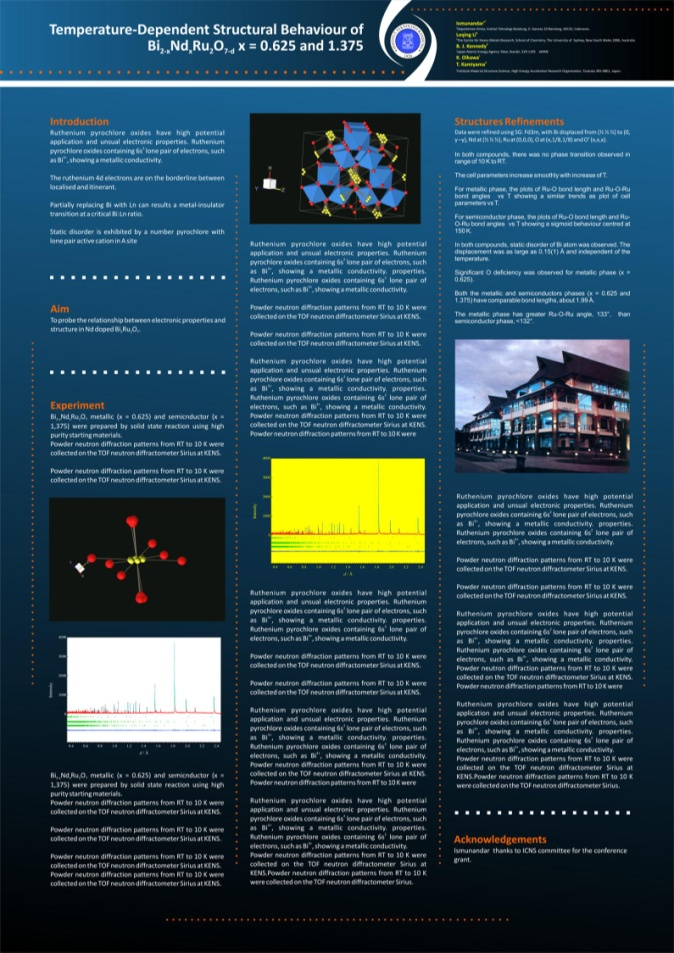 Temperature-Dependent Structural Behaviour of
Bi2-xNdxRu2O7-d x = 0.625 and 1.375
Ismunandar
Lanjing Li
B. J. Kennedy
K. Oikawa
T. Kamiyama
Introduction
Ruthenium pyrochlore oxides have high potential
application and unsual electronic properties. Ruthenium
pyrochlore oxides containing 6s² lone pair of electrons, such
as Bi³⁺, showing a metallic conductivity.
The ruthenium 4d electrons are on the borderline between
localised and itinerant.
Partially replacing Bi with Ln can results a metal-insulator
transition at a critical Bi:Ln ratio.
Static disorder is exhibited by a number pyrochlore with
lone pair active cation in A site
Aim
To probe the relationship between electronic properties and
structure in Nd doped Bi2Ru2O7.
Experiment
Bi2-xNdxRu2O7 metallic (x = 0.625) and semicnductor (x =
1,375) were prepared by solid state reaction using high
purity starting materials.
Powder neutron diffraction patterns from RT to 10 K were
collected on the TOF neutron diffractometer Sirius at KENS.
Powder neutron diffraction patterns from RT to 10 K were
collected on the TOF neutron diffractometer Sirius at KENS.
Intensity
d / Å
Bi2-xNdxRu2O7 metallic (x = 0.625) and semicnductor (x =
1,375) were prepared by solid state reaction using high
purity starting materials.
Powder neutron diffraction patterns from RT to 10 K were
collected on the TOF neutron diffractometer Sirius at KENS.
Powder neutron diffraction patterns from RT to 10 K were
collected on the TOF neutron diffractometer Sirius at KENS.
Powder neutron diffraction patterns from RT to 10 K were
collected on the TOF neutron diffractometer Sirius at KENS.
Powder neutron diffraction patterns from RT to 10 K were
collected on the TOF neutron diffractometer Sirius at KENS.
Ruthenium pyrochlore oxides have high potential
application and unsual electronic properties. Ruthenium
pyrochlore oxides containing 6s² lone pair of electrons, such
as Bi³⁺, showing a metallic conductivity. properties.
Ruthenium pyrochlore oxides containing 6s² lone pair of
electrons, such as Bi³⁺, showing a metallic conductivity.
Powder neutron diffraction patterns from RT to 10 K were
collected on the TOF neutron diffractometer Sirius at KENS.
Powder neutron diffraction patterns from RT to 10 K were
collected on the TOF neutron diffractometer Sirius at KENS.
Ruthenium pyrochlore oxides have high potential
application and unsual electronic properties. Ruthenium
pyrochlore oxides containing 6s² lone pair of electrons, such
as Bi³⁺, showing a metallic conductivity. properties.
Ruthenium pyrochlore oxides containing 6s² lone pair of
electrons, such as Bi³⁺, showing a metallic conductivity.
Powder neutron diffraction patterns from RT to 10 K were
collected on the TOF neutron diffractometer Sirius at KENS.
Powder neutron diffraction patterns from RT to 10 K were
Intensity
d / Å
Ruthenium pyrochlore oxides have high potential
application and unsual electronic properties. Ruthenium
pyrochlore oxides containing 6s² lone pair of electrons, such
as Bi³⁺, showing a metallic conductivity. properties.
Ruthenium pyrochlore oxides containing 6s² lone pair of
electrons, such as Bi³⁺, showing a metallic conductivity.
Powder neutron diffraction patterns from RT to 10 K were
collected on the TOF neutron diffractometer Sirius at KENS.
Powder neutron diffraction patterns from RT to 10 K were
collected on the TOF neutron diffractometer Sirius at KENS.
Ruthenium pyrochlore oxides have high potential
application and unsual electronic properties. Ruthenium
pyrochlore oxides containing 6s² lone pair of electrons, such
as Bi³⁺, showing a metallic conductivity. properties.
Ruthenium pyrochlore oxides containing 6s² lone pair of
electrons, such as Bi³⁺, showing a metallic conductivity.
Powder neutron diffraction patterns from RT to 10 K were
collected on the TOF neutron diffractometer Sirius at KENS.
Powder neutron diffraction patterns from RT to 10 K were
Ruthenium pyrochlore oxides have high potential
application and unsual electronic properties. Ruthenium
pyrochlore oxides containing 6s² lone pair of electrons, such
as Bi³⁺, showing a metallic conductivity. properties.
Ruthenium pyrochlore oxides containing 6s² lone pair of
electrons, such as Bi³⁺, showing a metallic conductivity.
Powder neutron diffraction patterns from RT to 10 K were
collected on the TOF neutron diffractometer Sirius at
KENS.Powder neutron diffraction patterns from RT to 10 K
were collected on the TOF neutron diffractometer Sirius.
Structures Refinements
Data were refined using SG: Fd3m, with Bi displaced from (½ ½ ½) to (0,
y–y), Nd at (½ ½ ½), Ru at (0,0,0), O at (x,1/8,1/8) and O' (x,x,x).
In both compounds, there was no phase transition observed in
range of 10 K to RT.
The cell parameters increase smoothly with increase of T.
For metallic phase, the plots of Ru-O bond length and Ru-O-Ru
bond angles vs T showing a similar trends as plot of cell
parameters vs T.
For semiconductor phase, the plots of Ru-O bond length and Ru-
O-Ru bond angles vs T showing a sigmoid behaviour centred at
150 K.
In both compounds, static disorder of Bi atom was observed. The
displacement was as large as 0.15(1) Å and independent of the
temperature.
Significant O deficiency was observed for metallic phase (x =
0.625).
Both the metallic and semiconductors phases (x = 0.625 and
1.375) have comparable bond lengths, about 1.99 Å.
The metallic phase has greater Ru-O-Ru angle, 133°, than
semiconductor phase, <132°.
Ruthenium pyrochlore oxides have high potential
application and unsual electronic properties. Ruthenium
pyrochlore oxides containing 6s² lone pair of electrons, such
as Bi³⁺, showing a metallic conductivity. properties.
Ruthenium pyrochlore oxides containing 6s² lone pair of
electrons, such as Bi³⁺, showing a metallic conductivity.
Powder neutron diffraction patterns from RT to 10 K were
collected on the TOF neutron diffractometer Sirius at KENS.
Powder neutron diffraction patterns from RT to 10 K were
collected on the TOF neutron diffractometer Sirius at KENS.
Ruthenium pyrochlore oxides have high potential
application and unsual electronic properties. Ruthenium
pyrochlore oxides containing 6s² lone pair of electrons, such
as Bi³⁺, showing a metallic conductivity. properties.
Ruthenium pyrochlore oxides containing 6s² lone pair of
electrons, such as Bi³⁺, showing a metallic conductivity.
Powder neutron diffraction patterns from RT to 10 K were
collected on the TOF neutron diffractometer Sirius at KENS.
Powder neutron diffraction patterns from RT to 10 K were
Ruthenium pyrochlore oxides have high potential
application and unsual electronic properties. Ruthenium
pyrochlore oxides containing 6s² lone pair of electrons, such
as Bi³⁺, showing a metallic conductivity. properties.
Ruthenium pyrochlore oxides containing 6s² lone pair of
electrons, such as Bi³⁺, showing a metallic conductivity.
Powder neutron diffraction patterns from RT to 10 K were
collected on the TOF neutron diffractometer Sirius at
KENS.Powder neutron diffraction patterns from RT to 10 K
were collected on the TOF neutron diffractometer Sirius.
Acknowledgements
Ismunandar thanks to ICNS committee for the conference
grant.